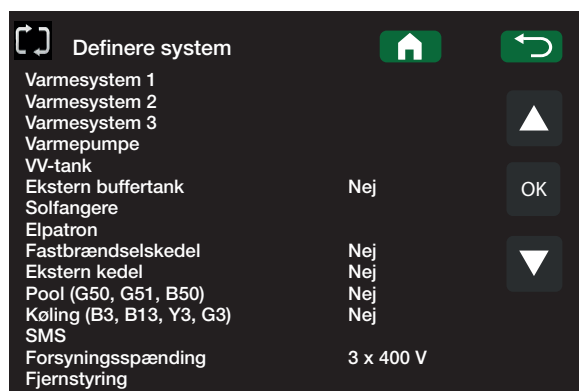 Definere system
Varmesystem 1
Varmesystem 2
Varmesystem 3
Varmepumpe
VV-tank
Ekstern buffertank Nej
OK
Solfangere
Elpatron
Fastbrændselskedel Nej
Ekstern kedel Nej
Pool (G50, G51, B50) Nej
Køling (B3, B13, Y3, G3) Nej
SMS
Forsyningsspænding 3 x 400 V
Fjernstyring